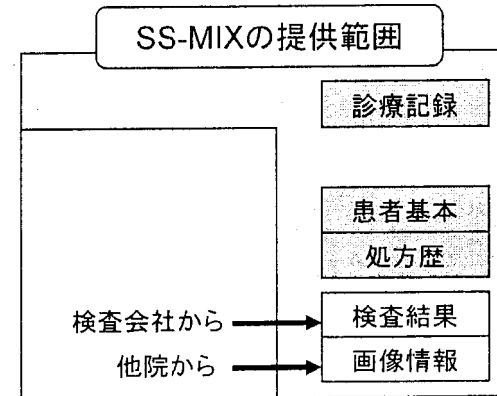 SS-MIXの提供範囲
診療記録
患者基本
処方歴
検査会社から
検査結果
他院から
画像情報